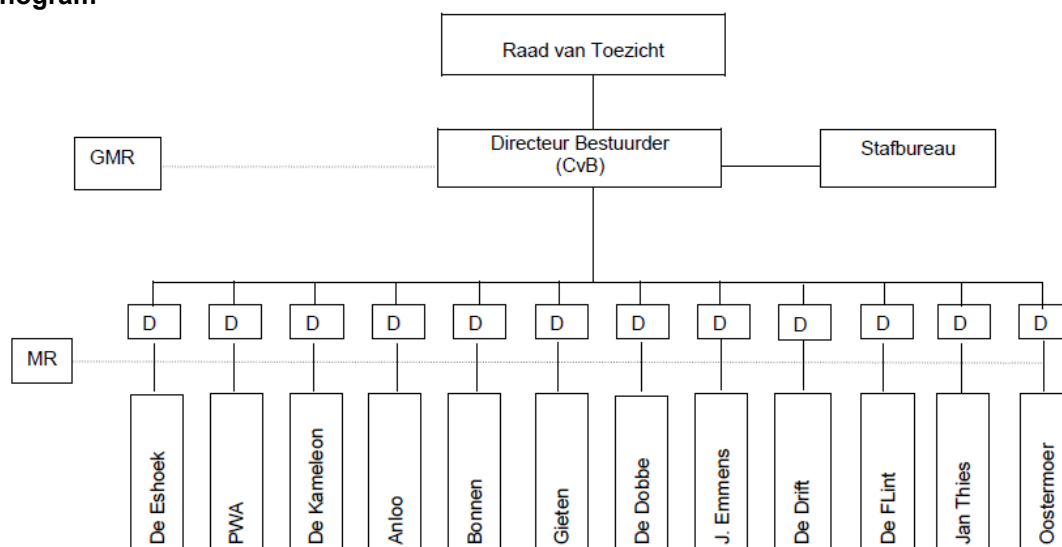 Raad van Toezicht
GMR
Directeur Bestuurder
(CvB)
Stafbureau
D
D
D
D
D
D
D
D
D
D
D
D
MR
De Eshoek
PWA
De Kameleon
Anloo
Bonnen
Gieten
De Dobbe
J. Emmens
De Drift
De FLint
Jan Thies
Oostermoer